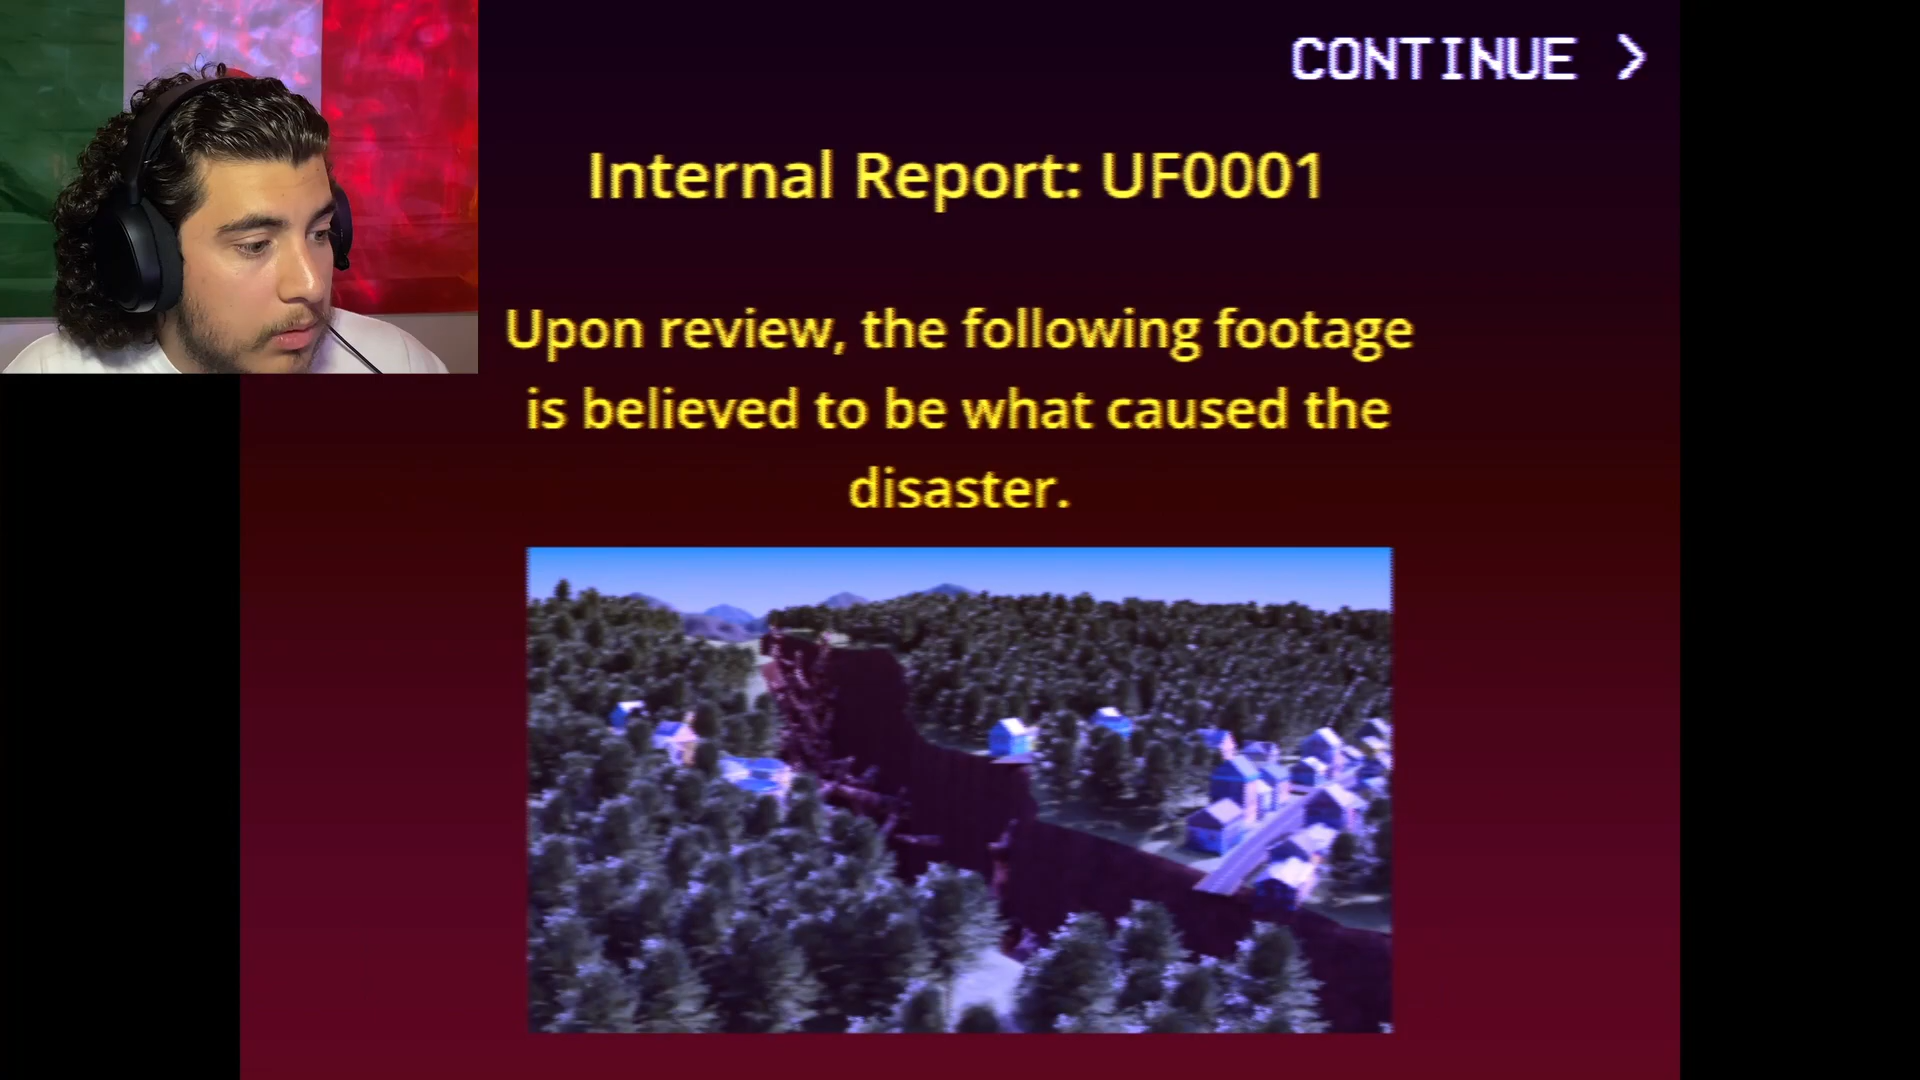 CONTINUE >
Internal Report: UF0001
Upon review, the following footage
is believed to be what caused the
disaster.